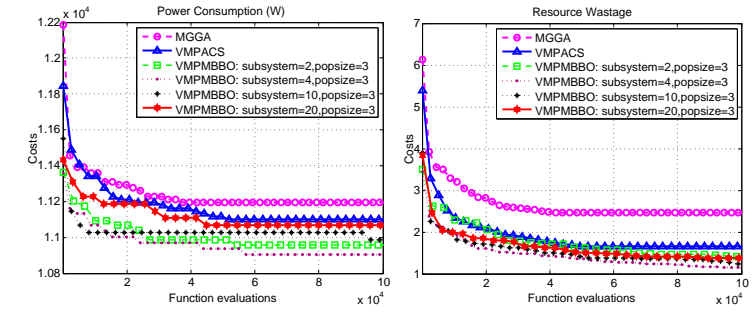 Power Consumption (W)
x 10^4
1.22
1.2
1.18
1.16
1.14
1.12
1.1
1.08
Costs
MGGA
VMPACS
VMPMBBO: subsystem=2,popsize=3
VMPMBBO: subsystem=4,popsize=3
VMPMBBO: subsystem=10,popsize=3
VMPMBBO: subsystem=20,popsize=3
2 4 6 8 10
Function evaluations
x 10^4
Resource Wastage
7
6
5
4
3
2
1
Costs
MGGA
VMPACS
VMPMBBO: subsystem=2,popsize=3
VMPMBBO: subsystem=4,popsize=3
VMPMBBO: subsystem=10,popsize=3
VMPMBBO: subsystem=20,popsize=3
2 4 6 8 10
Function evaluations
x 10^4